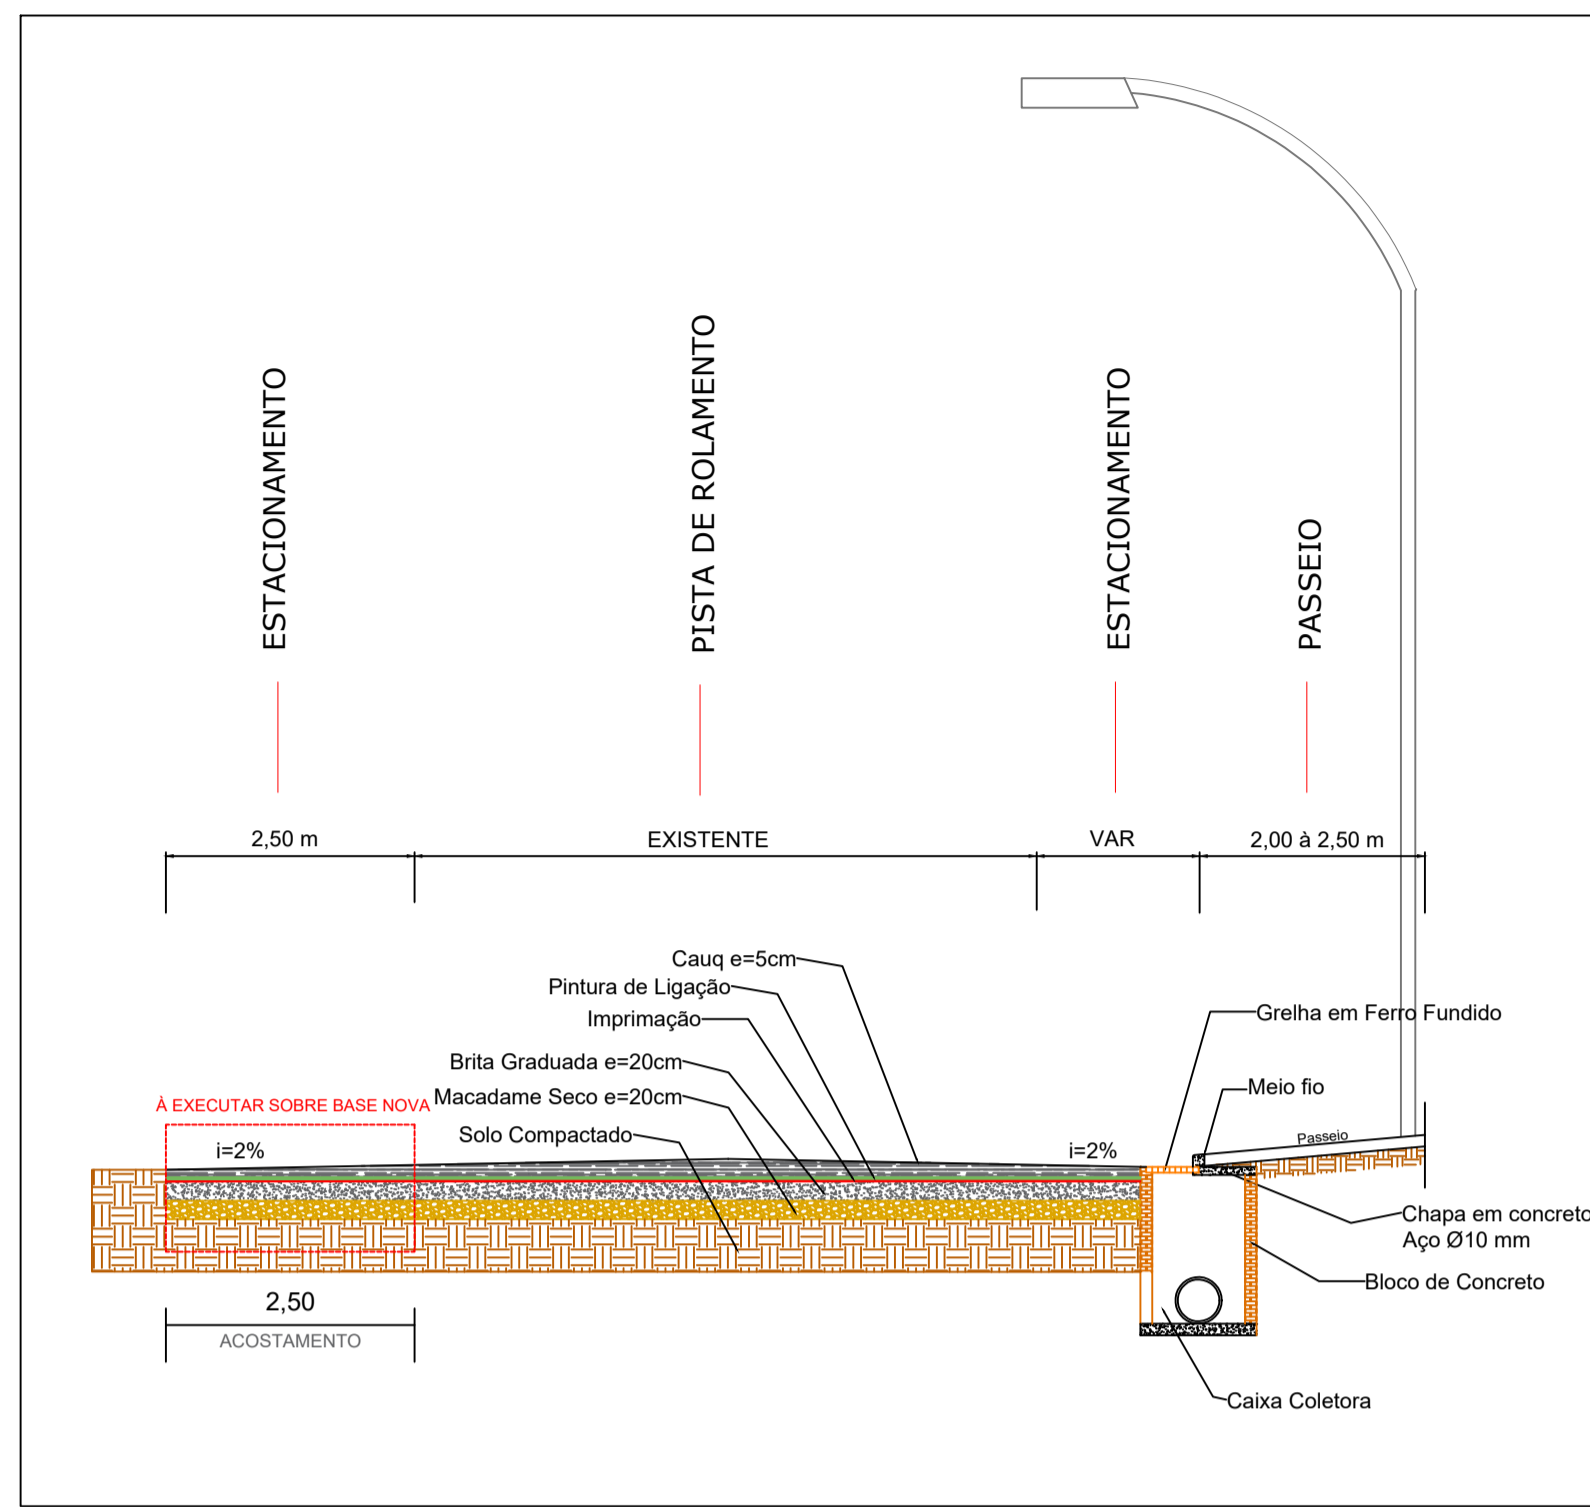 ESTACIONAMENTO
PISTA DE ROLAMENTO
ESTACIONAMENTO
PASSEIO
2,50 m
EXISTENTE
VAR
2,00 à 2,50 m
Cauq e=5cm
Pintura de Ligação
Imprimação
Brita Graduada e=20cm
Macadame Seco e=20cm
Solo Compactado
À EXECUTAR SOBRE BASE NOVA
i=2%
i=2%
Grelha em Ferro Fundido
Meio fio
Passeio
Chapa em concreto
Aço Ø10 mm
Bloco de Concreto
2,50
ACOSTAMENTO
Caixa Coletora